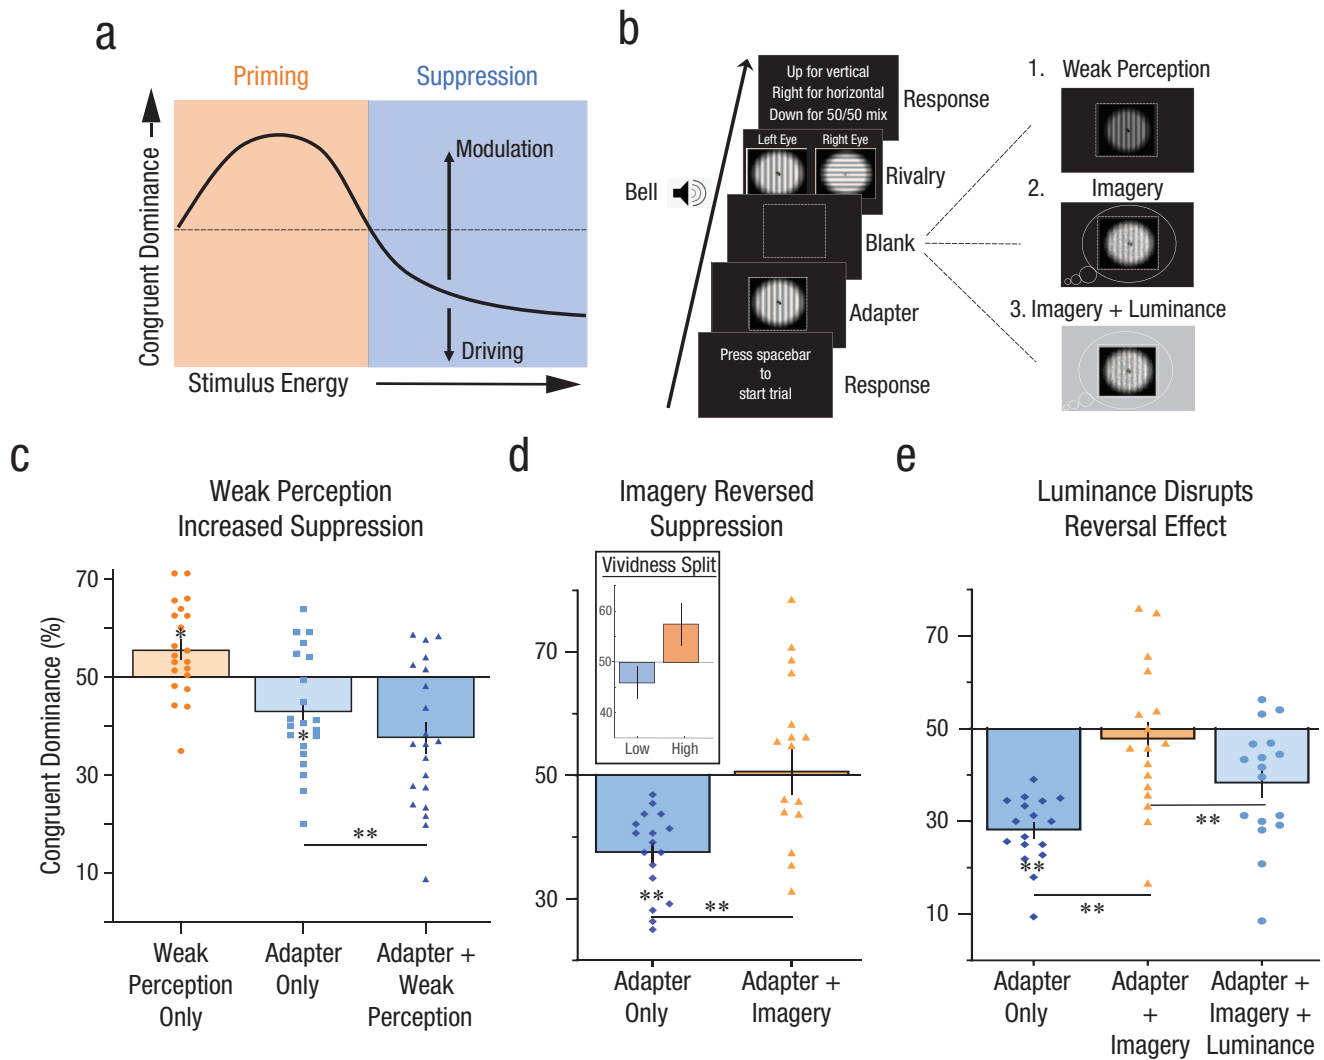 a
Priming
Suppression
Modulation
Driving
Congruent Dominance
Stimulus Energy
b
Up for vertical
Right for horizontal
Down for 50/50 mix
Response
Left Eye
Right Eye
Rivalry
Bell
Blank
Adapter
Press spacebar
to
start trial
Response
1. Weak Perception
2. Imagery
3. Imagery + Luminance
c
Weak Perception
Increased Suppression
Congruent Dominance (%)
70
50
30
10
*
*
**
Weak
Perception
Only
Adapter
Only
Adapter +
Weak
Perception
d
Imagery Reversed
Suppression
Vividness Split
60
50
40
Low
High
70
50
30
**
**
Adapter
Only
Adapter +
Imagery
e
Luminance Disrupts
Reversal Effect
70
50
30
10
**
**
**
Adapter
Only
Adapter
+
Imagery
Adapter +
Imagery +
Luminance